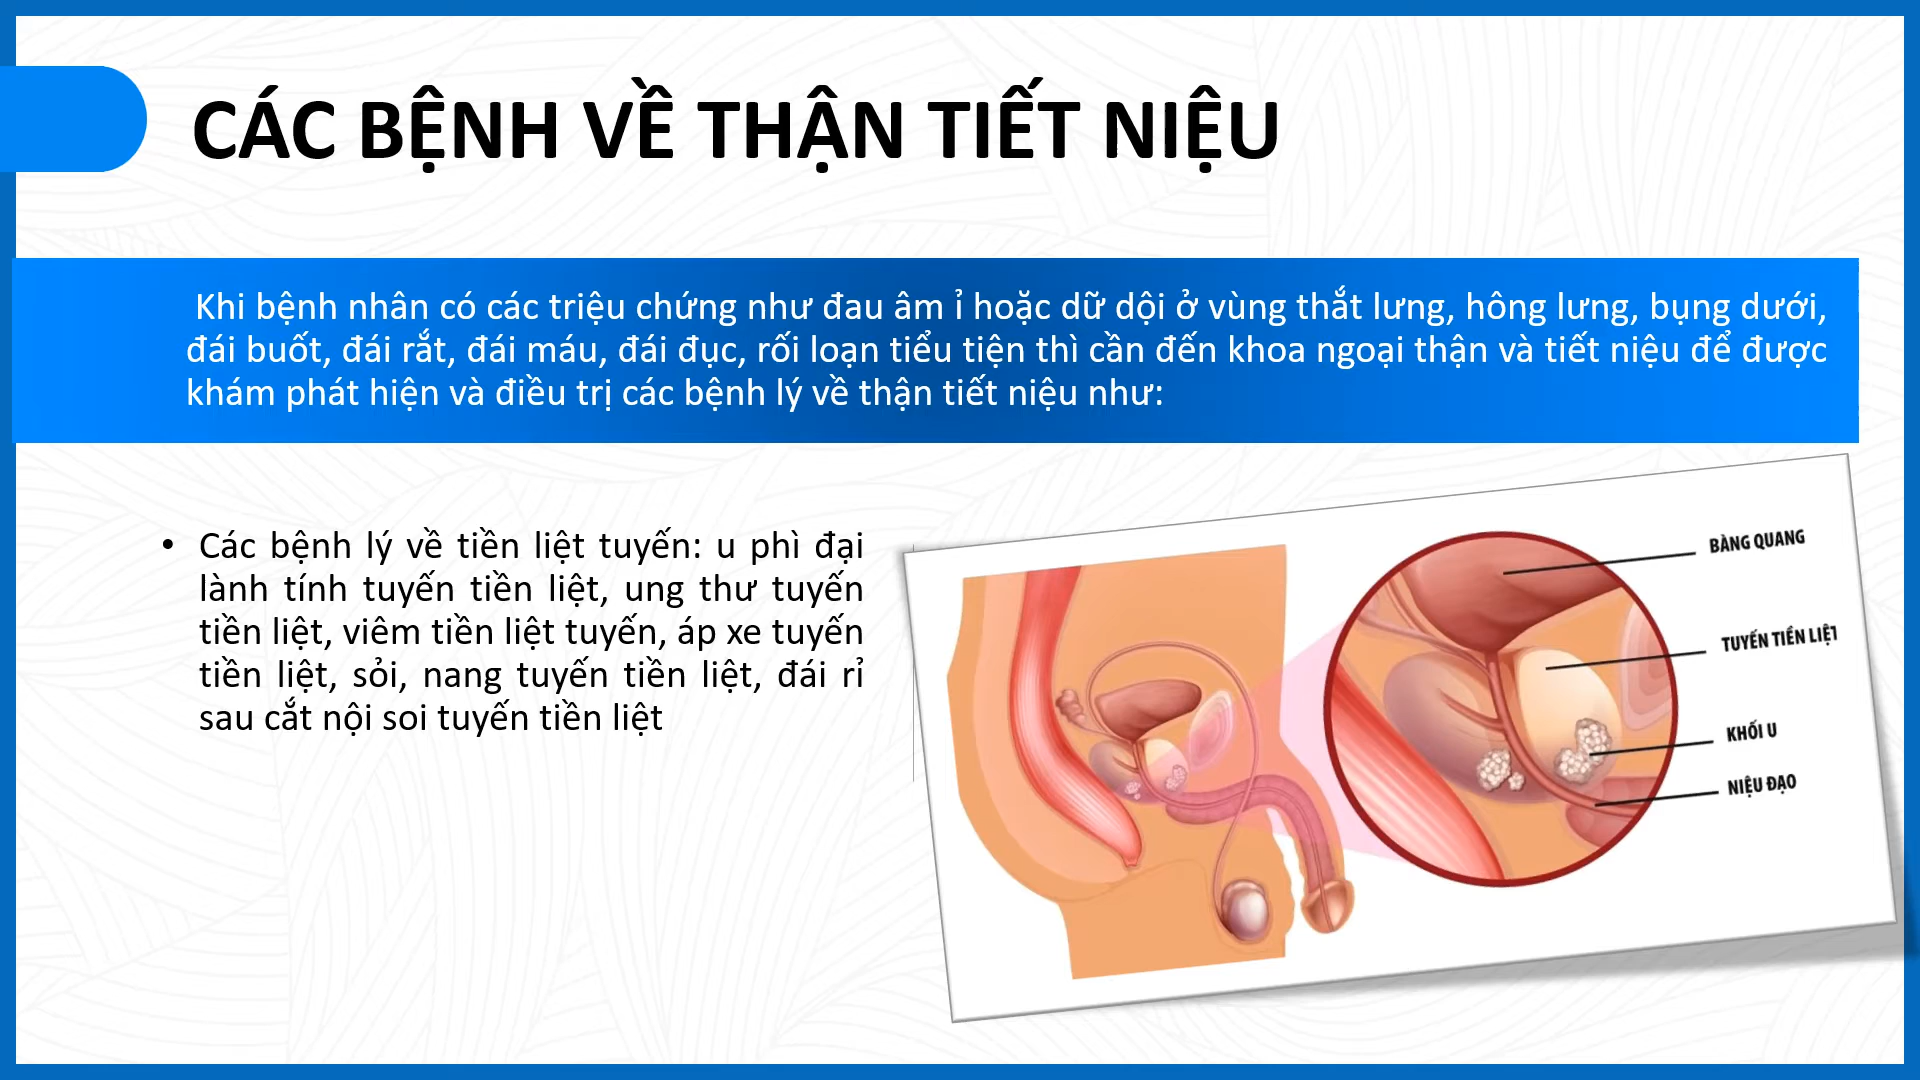 CÁC BỆNH VỀ THẬN TIẾT NIỆU
Khi bệnh nhân có các triệu chứng như đau âm ỉ hoặc dữ dội ở vùng thắt lưng, hông lưng, bụng dưới,
đái buốt, đái rắt, đái máu, đái đục, rối loạn tiểu tiện thì cần đến khoa ngoại thận và tiết niệu để được
khám phát hiện và điều trị các bệnh lý về thận tiết niệu như:
• Các bệnh lý về tiền liệt tuyến: u phì đại
lành tính tuyến tiền liệt, ung thư tuyến
tiền liệt, viêm tiền liệt tuyến, áp xe tuyến
tiền liệt, sỏi, nang tuyến tiền liệt, đái rỉ
sau cắt nội soi tuyến tiền liệt
BÀNG QUANG
TUYẾN TIỀN LIỆT
KHỐI U
NIỆU ĐẠO